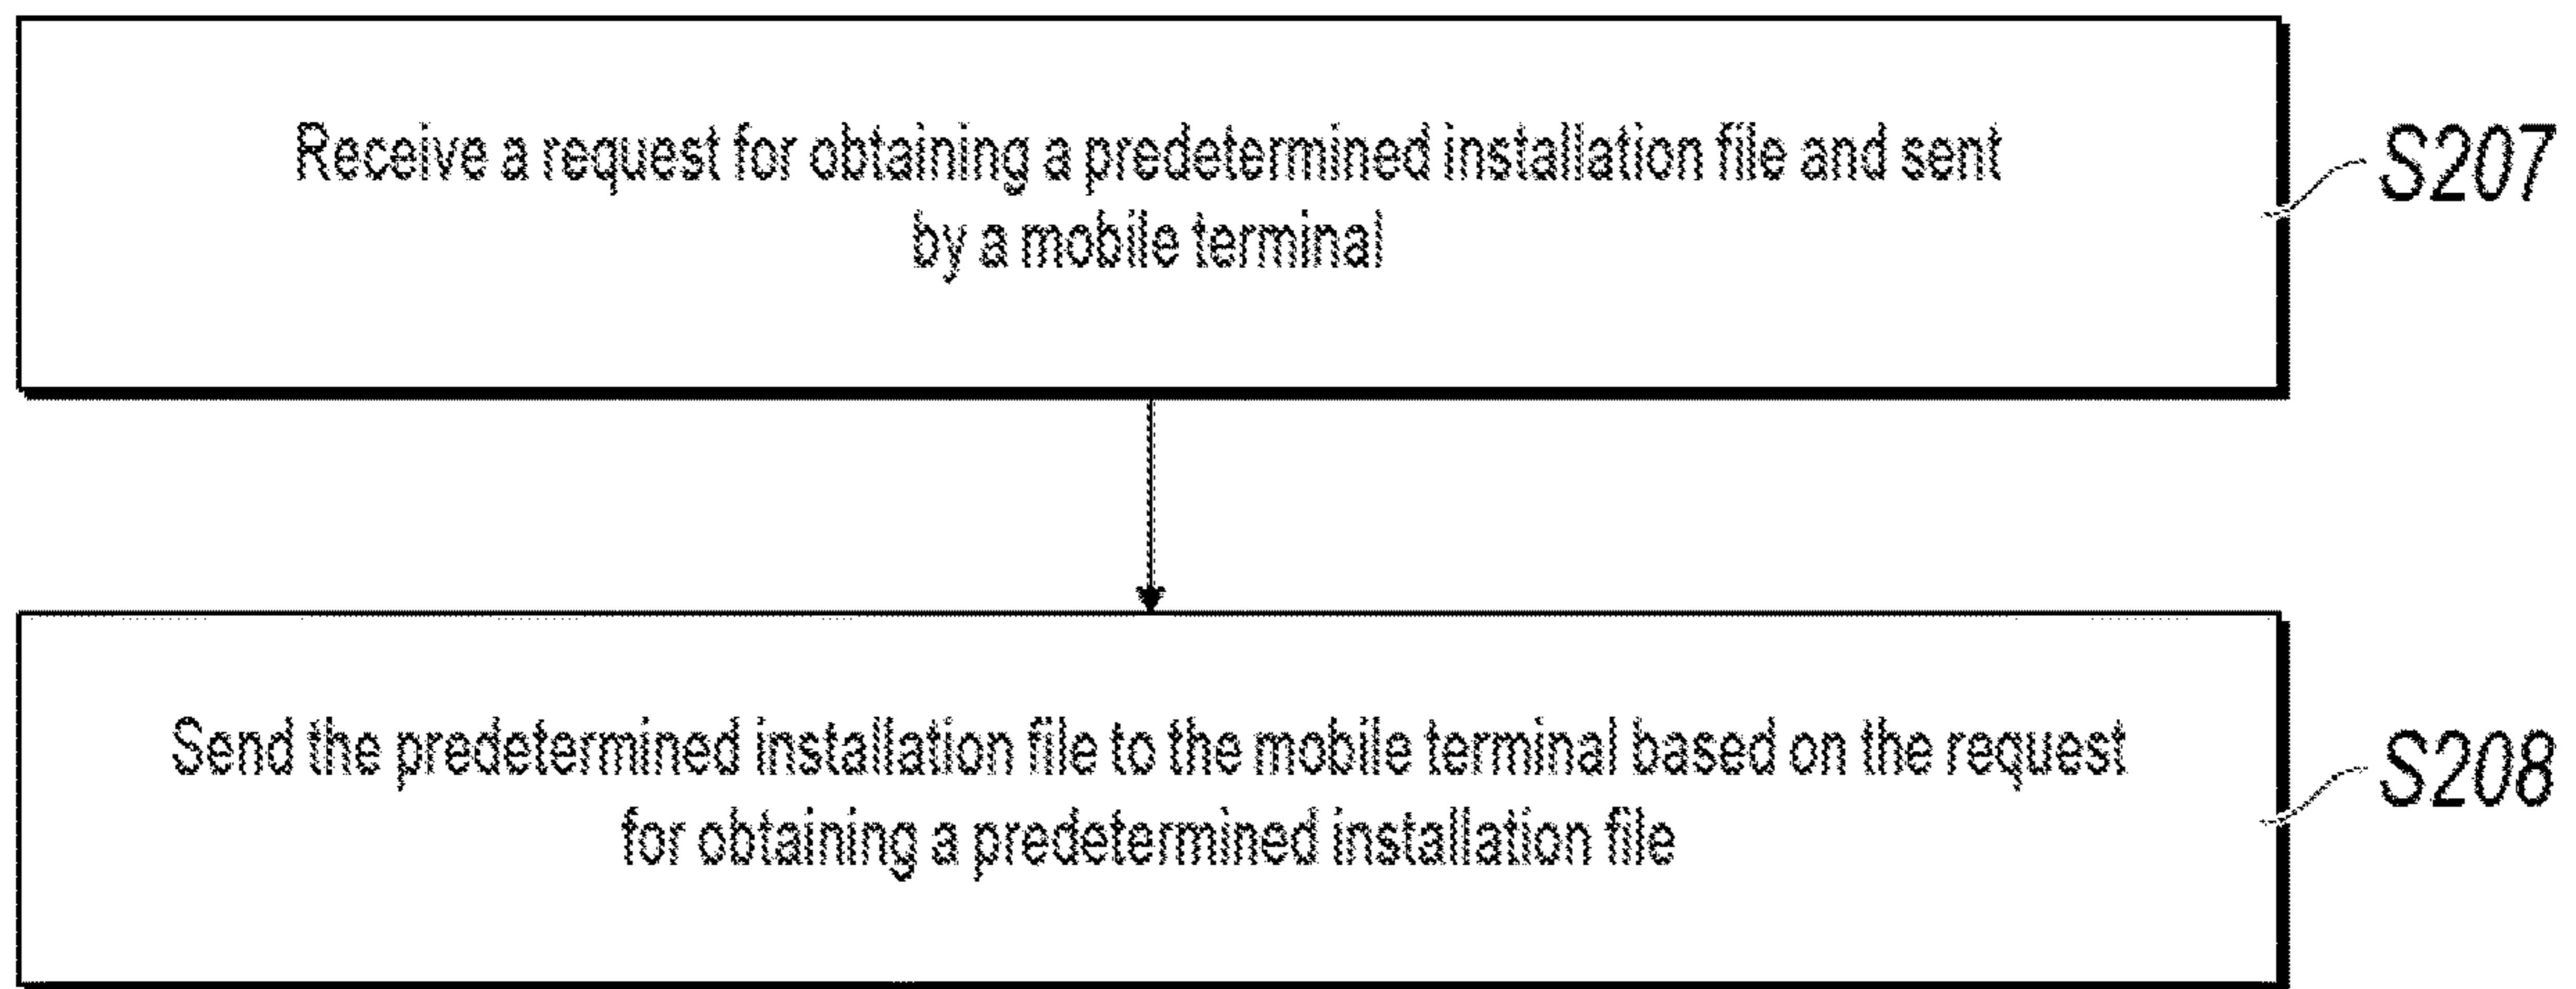 Receive a request for obtaining a predetermined installation file and sent
by a mobile terminal
S207
Send the predetermined installation file to the mobile terminal based on the request
for obtaining a predetermined installation file
S208